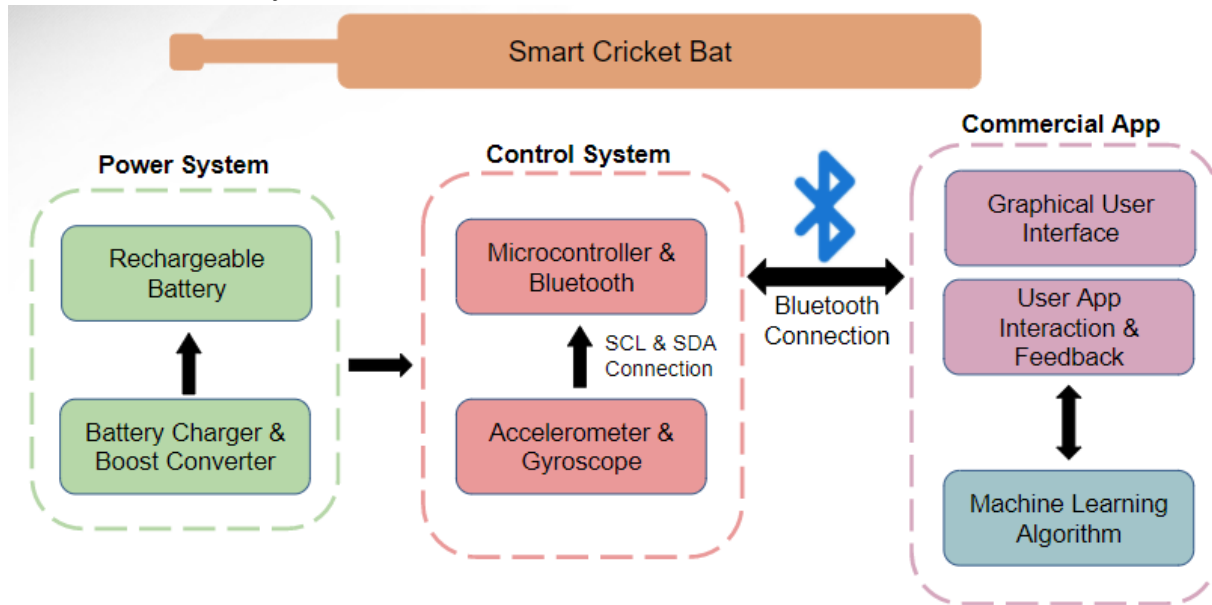 Smart Cricket Bat
Power System
Rechargeable
Battery
Battery Charger &
Boost Converter
Control System
Microcontroller &
Bluetooth
SCL & SDA
Connection
Accelerometer &
Gyroscope
Bluetooth
Connection
Commercial App
Graphical User
Interface
User App
Interaction &
Feedback
Machine Learning
Algorithm